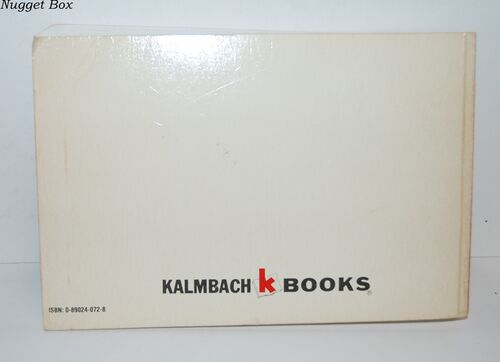 Nugget Box
KALMBACH k BOOKS®
ISBN: 0-89024-072-8